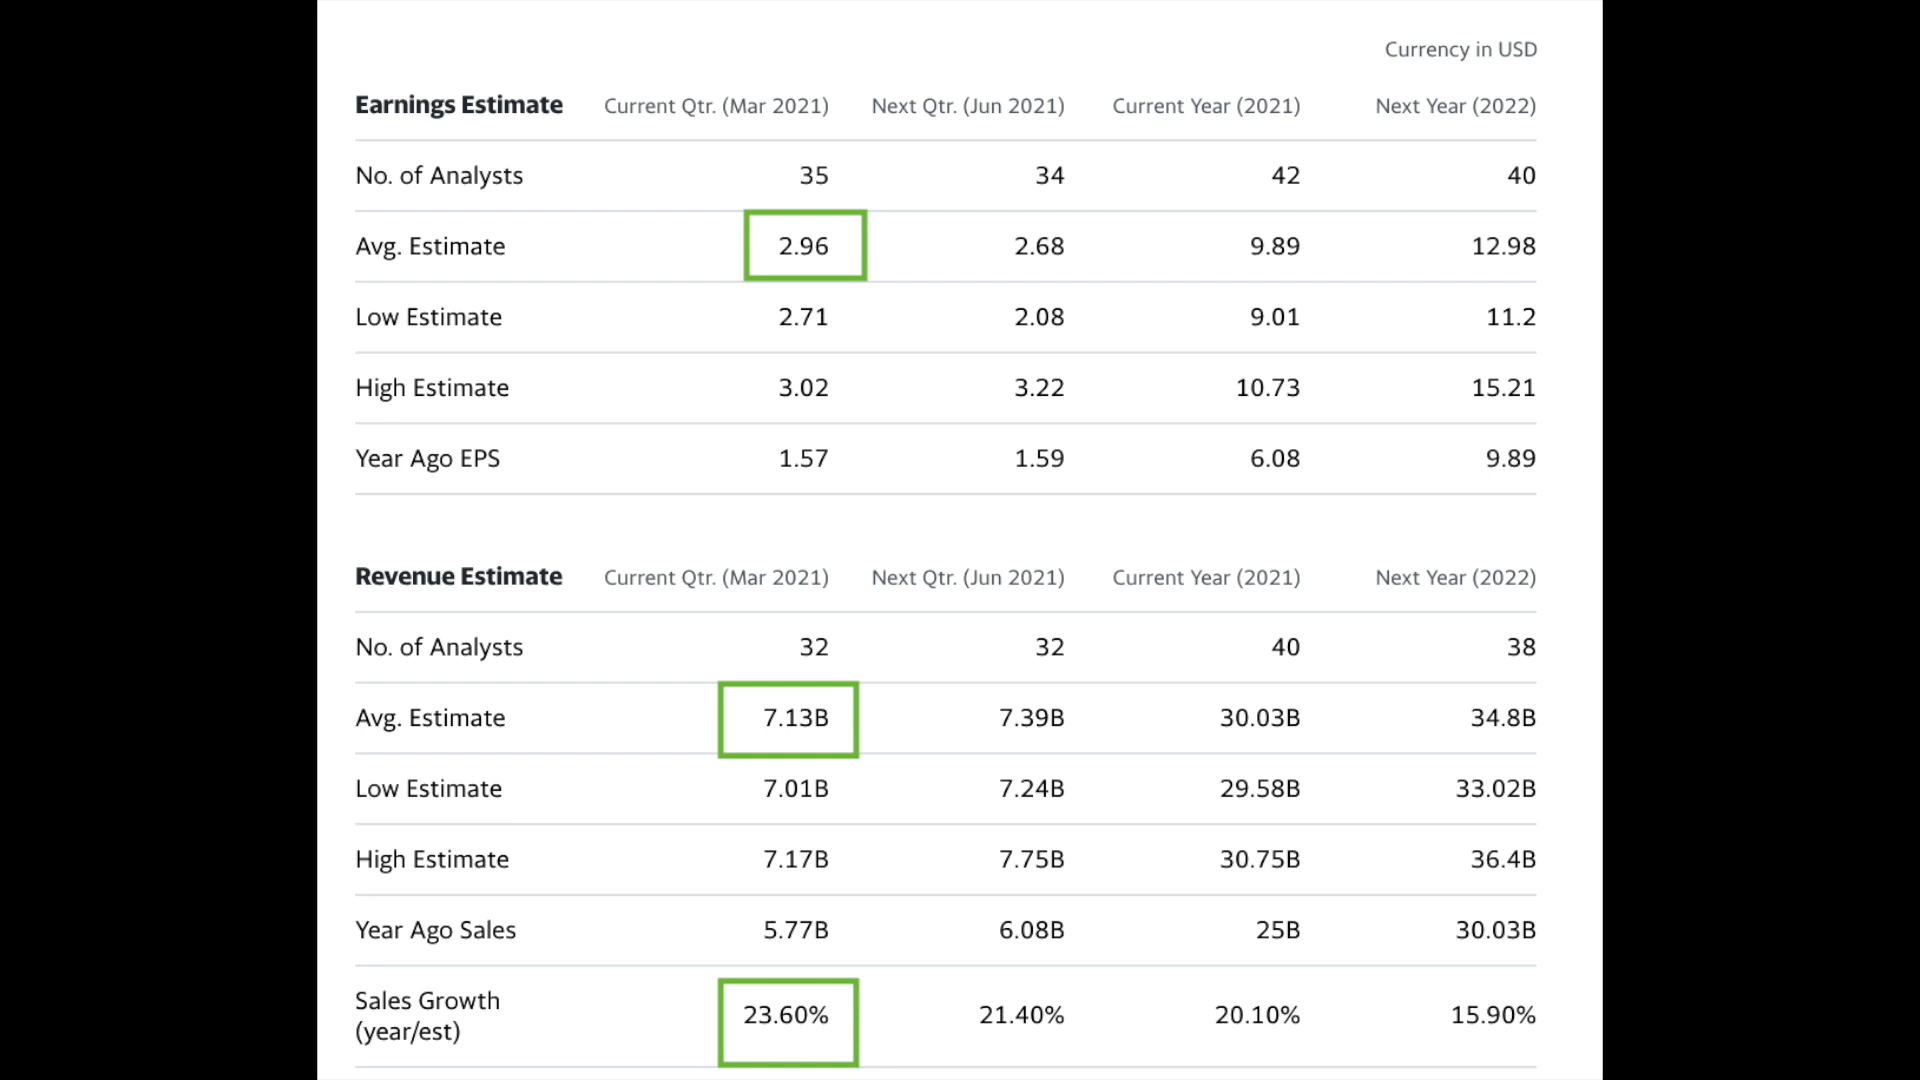 Currency in USD
Earnings Estimate Current Qtr. (Mar 2021) Next Qtr. (Jun 2021) Current Year (2021) Next Year (2022)
No. of Analysts 35 34 42 40
Avg. Estimate 2.96 2.68 9.89 12.98
Low Estimate 2.71 2.08 9.01 11.2
High Estimate 3.02 3.22 10.73 15.21
Year Ago EPS 1.57 1.59 6.08 9.89
Revenue Estimate Current Qtr. (Mar 2021) Next Qtr. (Jun 2021) Current Year (2021) Next Year (2022)
No. of Analysts 32 32 40 38
Avg. Estimate 7.13B 7.39B 30.03B 34.8B
Low Estimate 7.01B 7.24B 29.58B 33.02B
High Estimate 7.17B 7.75B 30.75B 36.4B
Year Ago Sales 5.77B 6.08B 25B 30.03B
Sales Growth
(year/est) 23.60% 21.40% 20.10% 15.90%